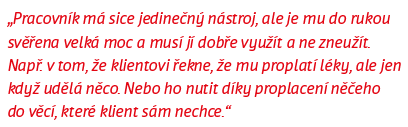 „Pracovník má sice jedinečný nástroj, ale je mu do rukou
svěřena velká moc a musí jí dobře využít a ne zneužít.
Např. v tom, že klientovi řekne, že mu proplatí léky, ale jen
když udělá něco. Nebo ho nutit díky proplacení něčeho
do věcí, které klient sám nechce.“